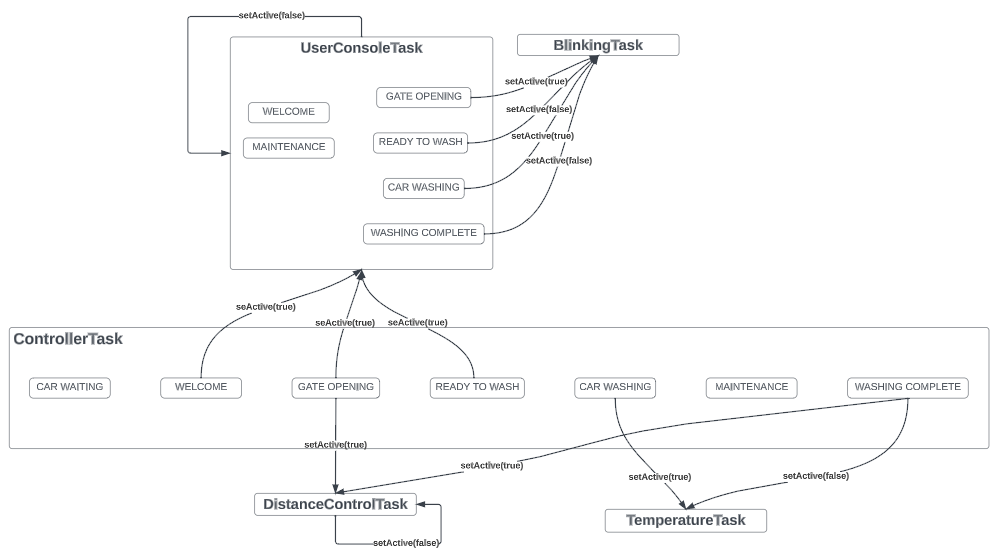 setActive(false)
UserConsoleTask
BlinkingTask
setActive(true)
GATE OPENING
WELCOME
setActive(false)
setActive(true)
READY TO WASH
MAINTENANCE
setActive(false)
CAR WASHING
WASHING COMPLETE
seActive(true)
seActive(true)
seActive(true)
ControllerTask
CAR WAITING
WELCOME
GATE OPENING
READY TO WASH
CAR WASHING
MAINTENANCE
WASHING COMPLETE
setActive(true)
setActive(true)
setActive(true)
setActive(false)
DistanceControlTask
TemperatureTask
setActive(false)